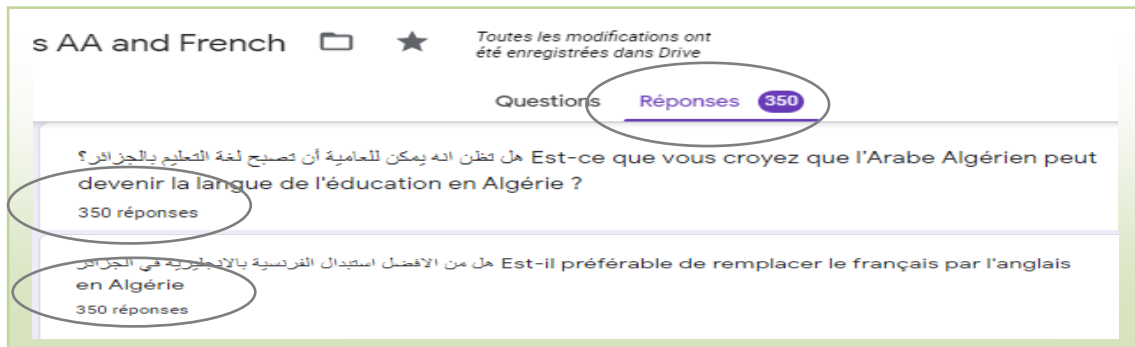 s AA and French
Toutes les modifications ont
été enregistrées dans Drive
Questions Réponses 350
هل تظن انه يمكن للعامية أن تصبح لغة التعليم بالجزائر؟ Est-ce que vous croyez que l'Arabe Algérien peut
devenir la langue de l'éducation en Algérie ?
350 réponses
هل من الافضل استبدال الفرنسية بالانجليزية في الجزائر Est-il préférable de remplacer le français par l'anglais
en Algérie
350 réponses